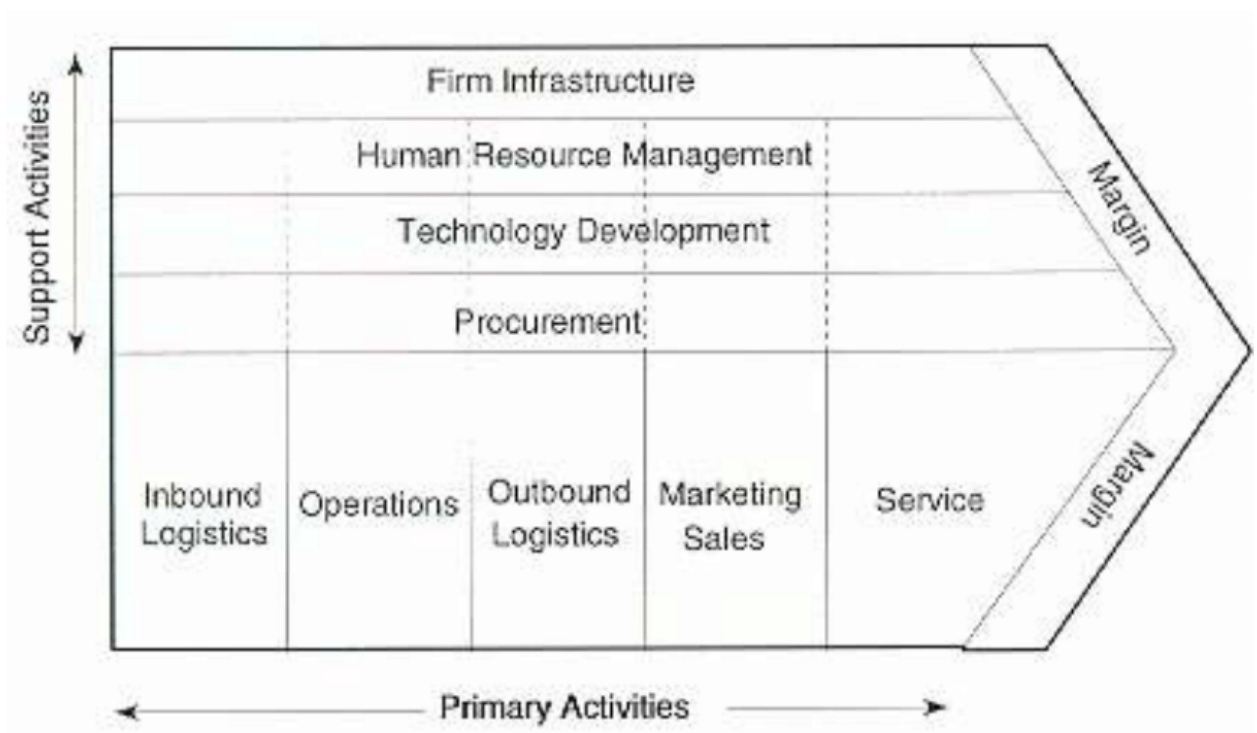 Support Activities
Firm Infrastructure
Human Resource Management
Technology Development
Procurement
Margin
Inbound
Logistics
Operations
Outbound
Logistics
Marketing
Sales
Service
Margin
Primary Activities